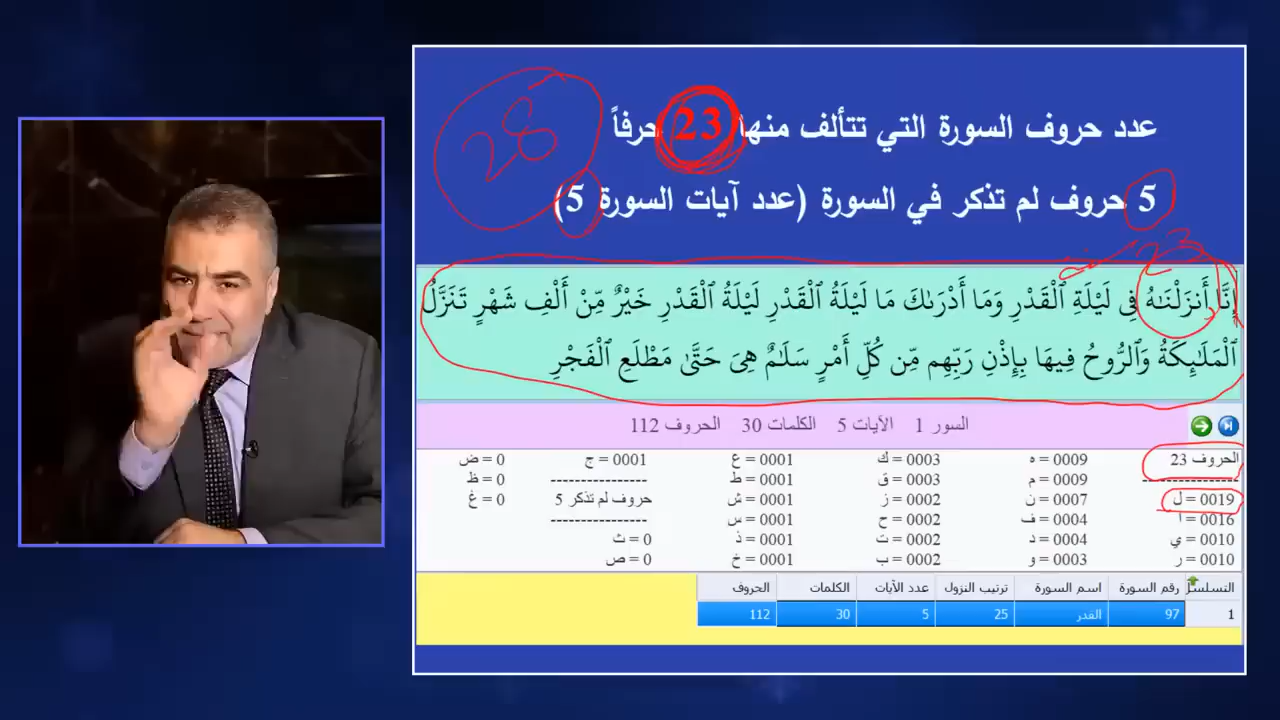 عدد حروف السورة التي تتألف منها 23 حرفاً
28
5 حروف لم تذكر في السورة (عدد آيات السورة 5)
23
إِنَّا أَنزَلْنَـٰهُ فِى لَيْلَةِ ٱلْقَدْرِ وَمَا أَدْرَىٰكَ مَا لَيْلَةُ ٱلْقَدْرِ لَيْلَةُ ٱلْقَدْرِ خَيْرٌ مِّنْ أَلْفِ شَهْرٍ تَنَزَّلُ
ٱلْمَلَـٰٓئِكَةُ وَٱلرُّوحُ فِيهَا بِإِذْنِ رَبِّهِم مِّن كُلِّ أَمْرٍ سَلَـٰمٌ هِىَ حَتَّىٰ مَطْلَعِ ٱلْفَجْرِ
السور 1 الآيات 5 الكلمات 30 الحروف 112
الحروف 23
---------------
ل = 0019
ا = 0016
ي = 0010
ر = 0010
ه = 0009
م = 0009
ن = 0007
ف = 0004
د = 0004
و = 0003
ك = 0003
ق = 0003
ز = 0002
ح = 0002
ت = 0002
ب = 0002
ع = 0001
ط = 0001
ش = 0001
س = 0001
ذ = 0001
خ = 0001
ج = 0001
---------------
حروف لم تذكر 5
---------------
ث = 0
ص = 0
ض = 0
ظ = 0
غ = 0
التسلسل رقم السورة اسم السورة ترتيب النزول عدد الآيات الكلمات الحروف
1 97 القدر 25 5 30 112